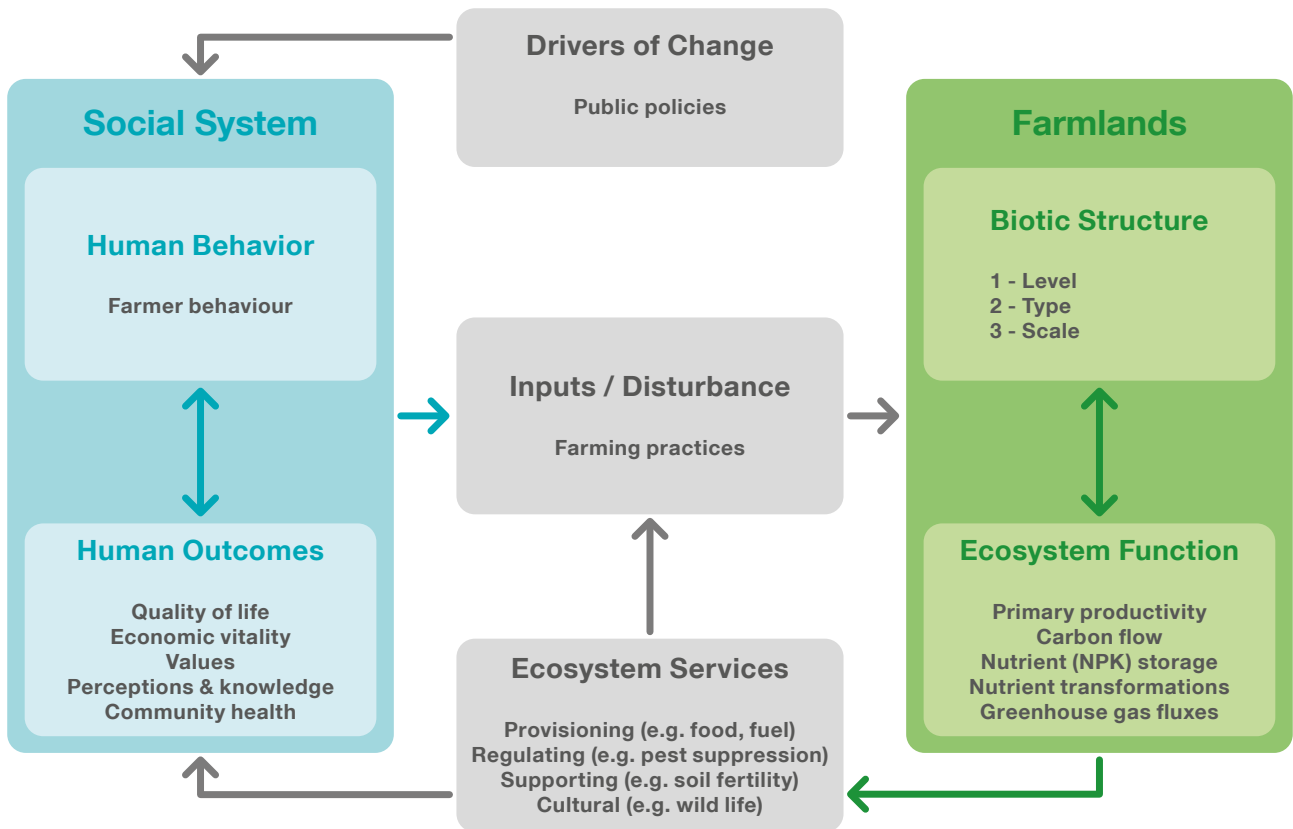 Drivers of Change
Public policies
Social System
Human Behavior
Farmer behaviour
Human Outcomes
Quality of life
Economic vitality
Values
Perceptions & knowledge
Community health
Inputs / Disturbance
Farming practices
Ecosystem Services
Provisioning (e.g. food, fuel)
Regulating (e.g. pest suppression)
Supporting (e.g. soil fertility)
Cultural (e.g. wild life)
Farmlands
Biotic Structure
1 - Level
2 - Type
3 - Scale
Ecosystem Function
Primary productivity
Carbon flow
Nutrient (NPK) storage
Nutrient transformations
Greenhouse gas fluxes